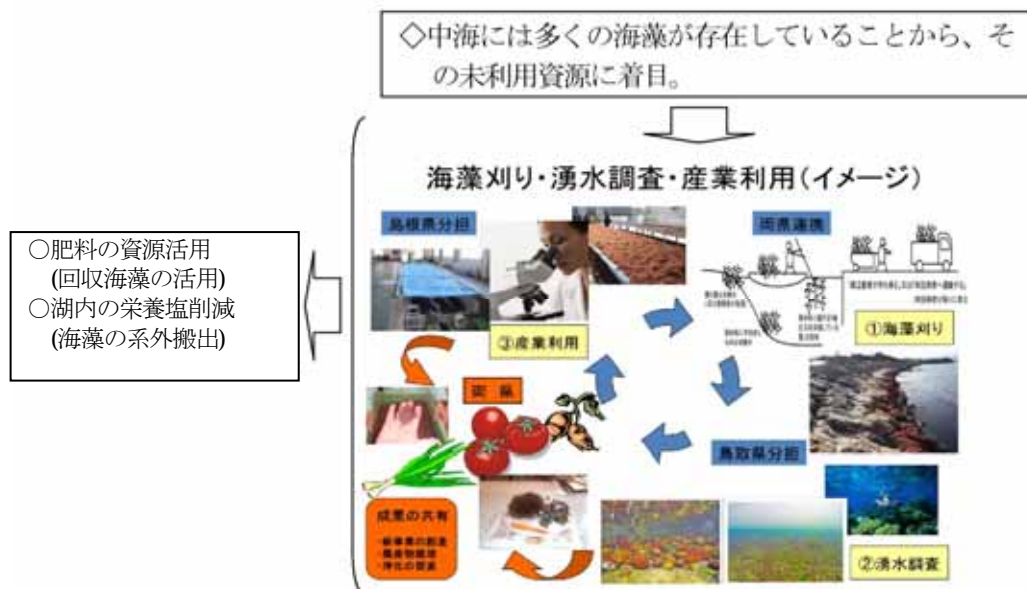 ◇中海には多くの海藻が存在していることから、そ
の未利用資源に着目。
海藻刈り・湧水調査・産業利用(イメージ)
島根県分担
両県連携
○肥料の資源活用
(回収海藻の活用)
○湖内の栄養塩削減
(海藻の系外搬出)
①海藻刈り
③産業利用
両県
鳥取県分担
成果の共有
②湧水調査